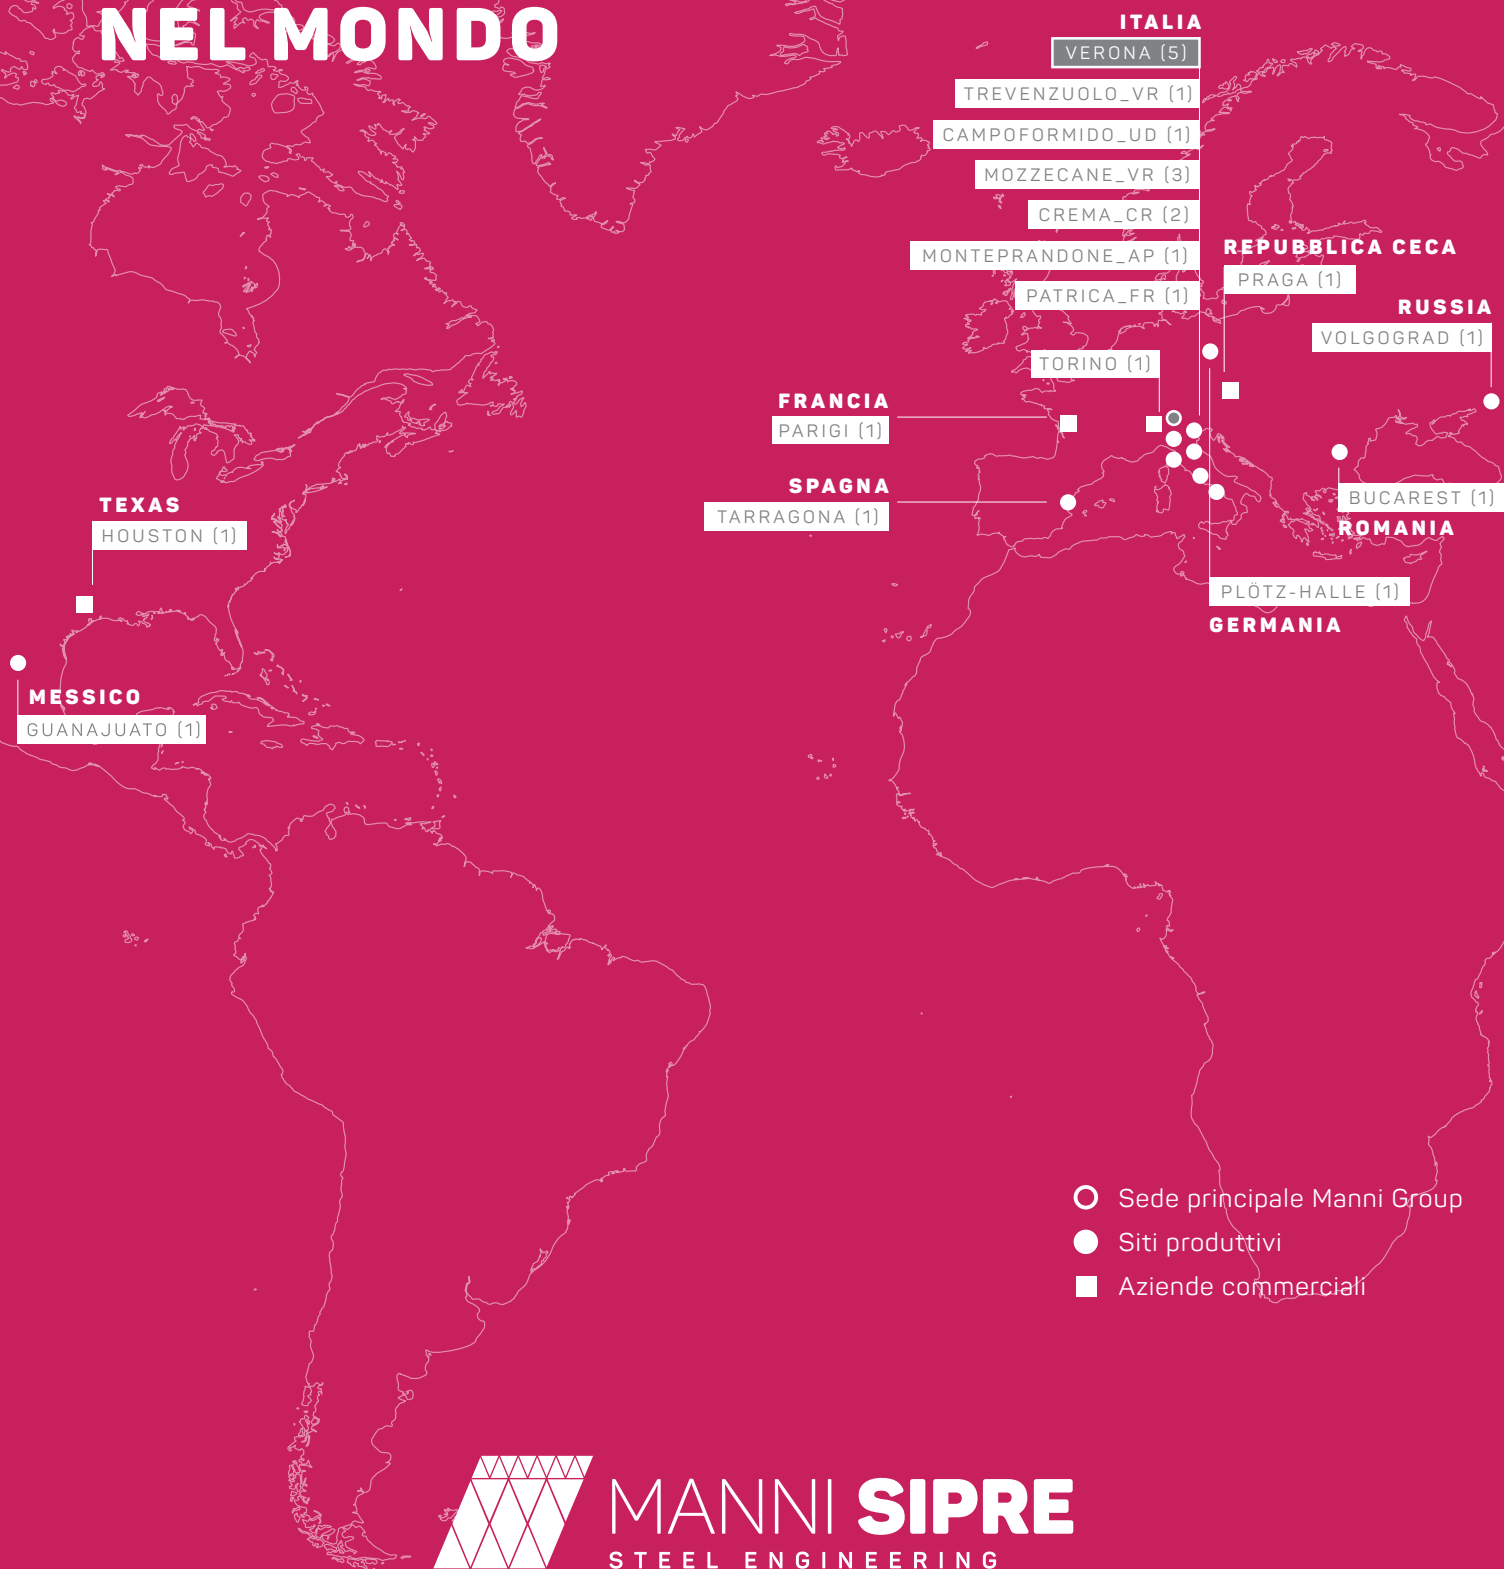 NEL MONDO
ITALIA
VERONA (5)
TREVENZUOLO_VR (1)
CAMPOFORMIDO_UD (1)
MOZZECANE_VR (3)
CREMA_CR (2)
MONTEPRANDONE_AP (1)
PATRICA_FR (1)
TORINO (1)
REPUBBLICA CECA
PRAGA (1)
RUSSIA
VOLGOGRAD (1)
FRANCIA
PARIGI (1)
SPAGNA
TARRAGONA (1)
BUCAREST (1)
ROMANIA
PLÖTZ-HALLE (1)
GERMANIA
TEXAS
HOUSTON (1)
MESSICO
GUANAJUATO (1)
Sede principale Manni Group
Siti produttivi
Aziende commerciali
MANNI SIPRE
STEEL ENGINEERING